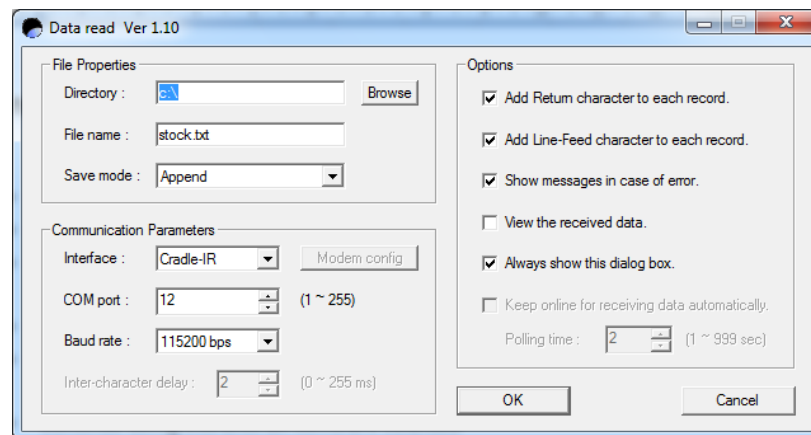 Data read Ver 1.10
File Properties
Directory : c:\ Browse
File name : stock.txt
Save mode : Append
Communication Parameters
Interface : Cradle-IR Modem config
COM port : 12 (1 ~ 255)
Baud rate : 115200 bps
Inter-character delay : 2 (0 ~ 255 ms)
Options
Add Return character to each record.
Add Line-Feed character to each record.
Show messages in case of error.
View the received data.
Always show this dialog box.
Keep online for receiving data automatically.
Polling time : 2 (1 ~ 999 sec)
OK Cancel